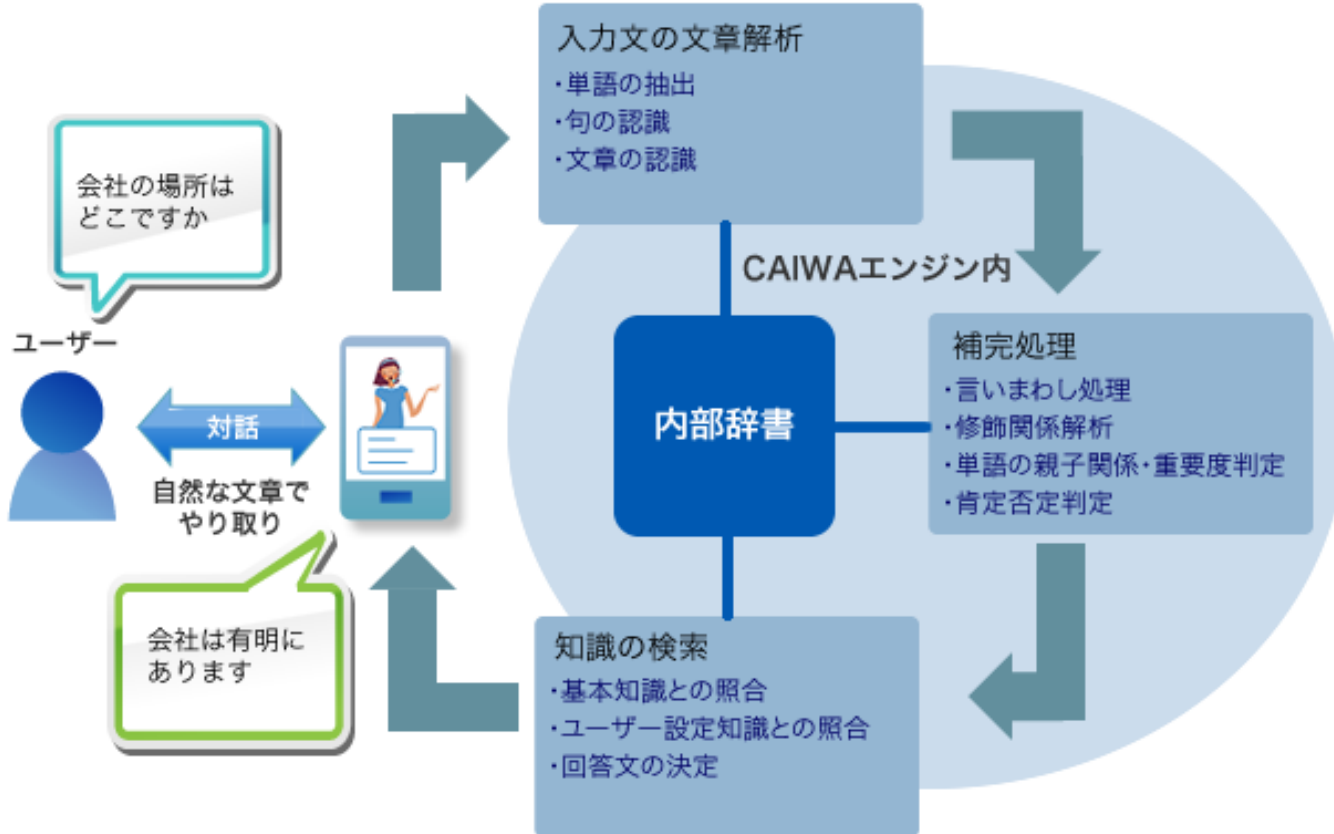 入力文の文章解析
・単語の抽出
・句の認識
・文章の認識
会社の場所は
どこですか
CAIWAエンジン内
ユーザー
補完処理
・言いまわし処理
・修飾関係解析
・単語の親子関係・重要度判定
・肯定否定判定
内部辞書
対話
自然な文章で
やり取り
会社は有明に
あります
知識の検索
・基本知識との照合
・ユーザー設定知識との照合
・回答文の決定